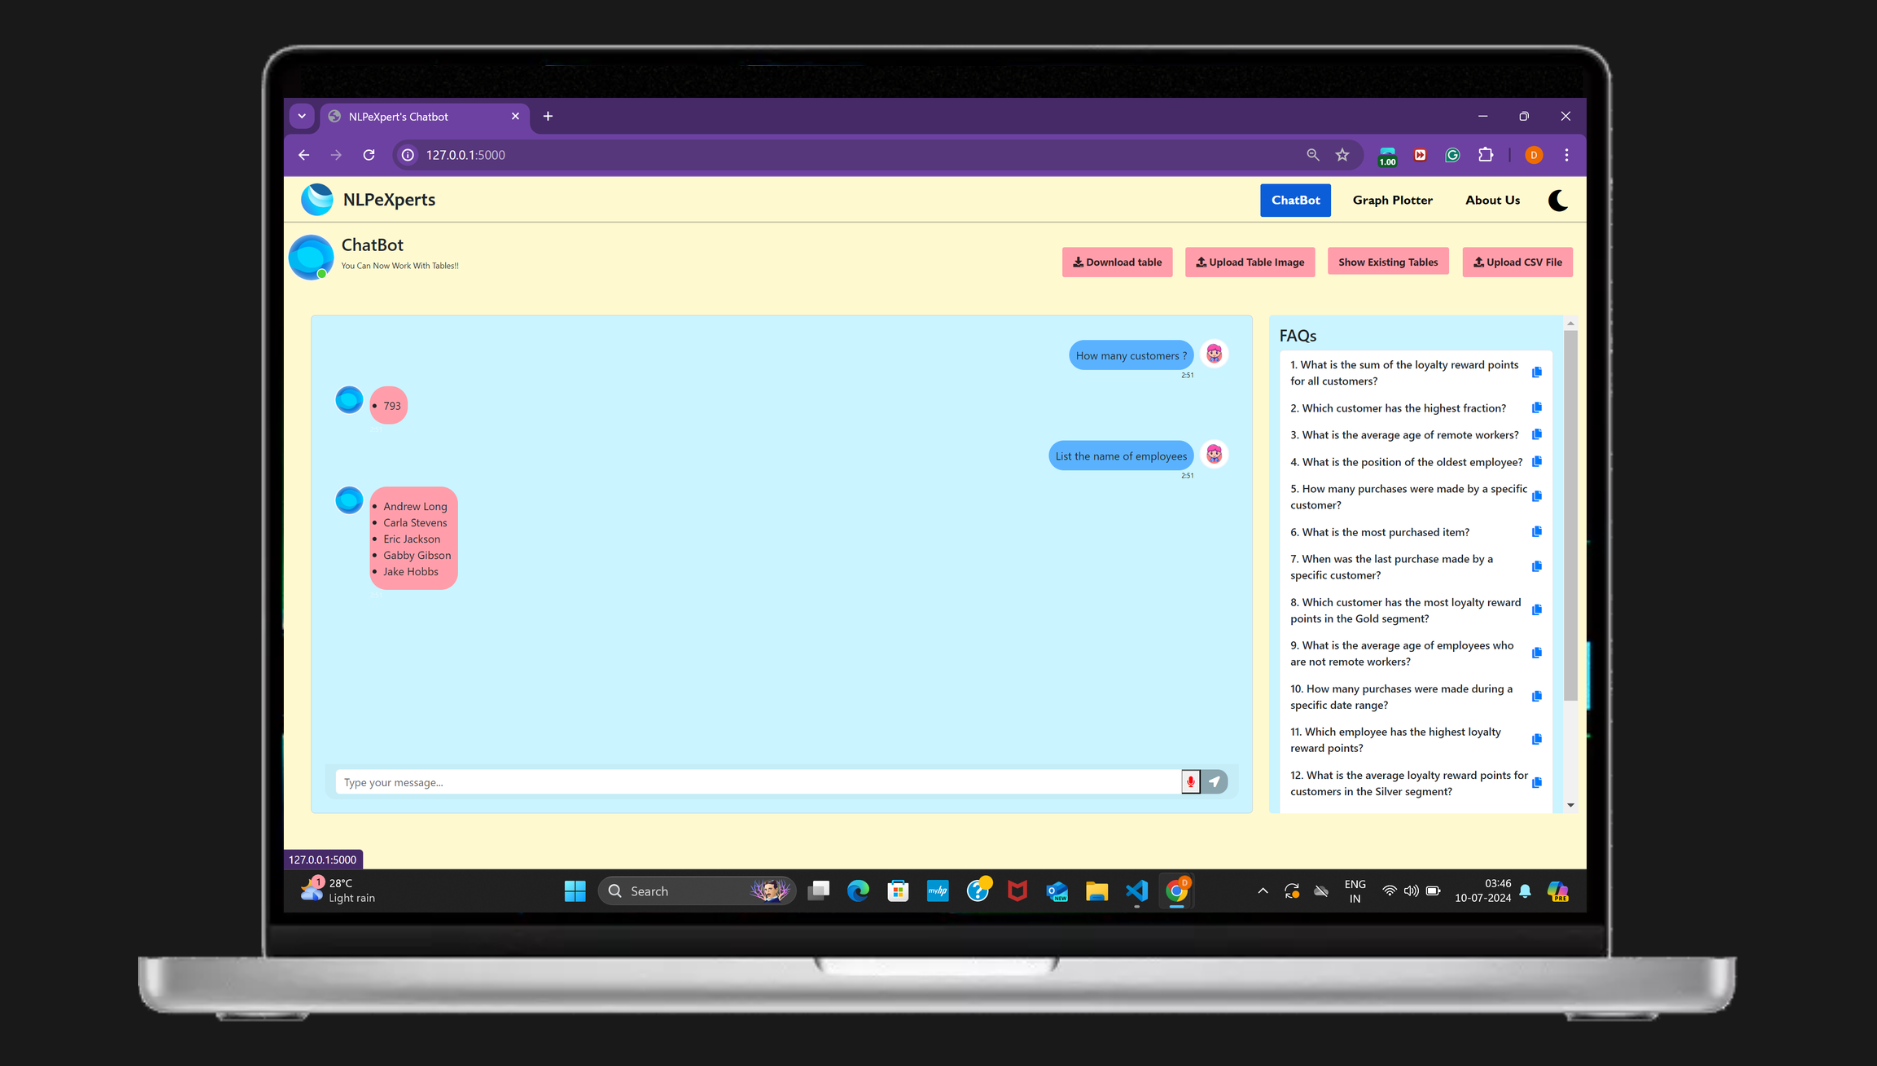 NLPeXpert's Chatbot
127.0.0.1:5000
1.00
D
NLPeXperts
ChatBot
Graph Plotter
About Us
ChatBot
You Can Now Work With Tables!!
Download table
Upload Table Image
Show Existing Tables
Upload CSV File
How many customers ?
2:51
793
List the name of employees
2:51
Andrew Long
Carla Stevens
Eric Jackson
Gabby Gibson
Jake Hobbs
Type your message...
FAQs
1. What is the sum of the loyalty reward points
for all customers?
2. Which customer has the highest fraction?
3. What is the average age of remote workers?
4. What is the position of the oldest employee?
5. How many purchases were made by a specific
customer?
6. What is the most purchased item?
7. When was the last purchase made by a
specific customer?
8. Which customer has the most loyalty reward
points in the Gold segment?
9. What is the average age of employees who
are not remote workers?
10. How many purchases were made during a
specific date range?
11. Which employee has the highest loyalty
reward points?
12. What is the average loyalty reward points for
customers in the Silver segment?
127.0.0.1:5000
1
28°C
Light rain
Search
myhp
NEW
D
ENG
IN
03:46
10-07-2024
PRE